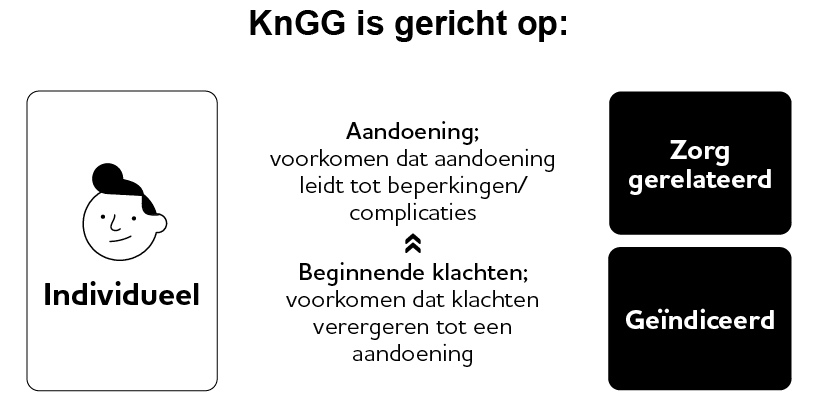 KnGG is gericht op:
Individueel
Aandoening;
voorkomen dat aandoening
leidt tot beperkingen/
complicaties
Beginnende klachten;
voorkomen dat klachten
verergeren tot een
aandoening
Zorg
gerelateerd
Geïndiceerd